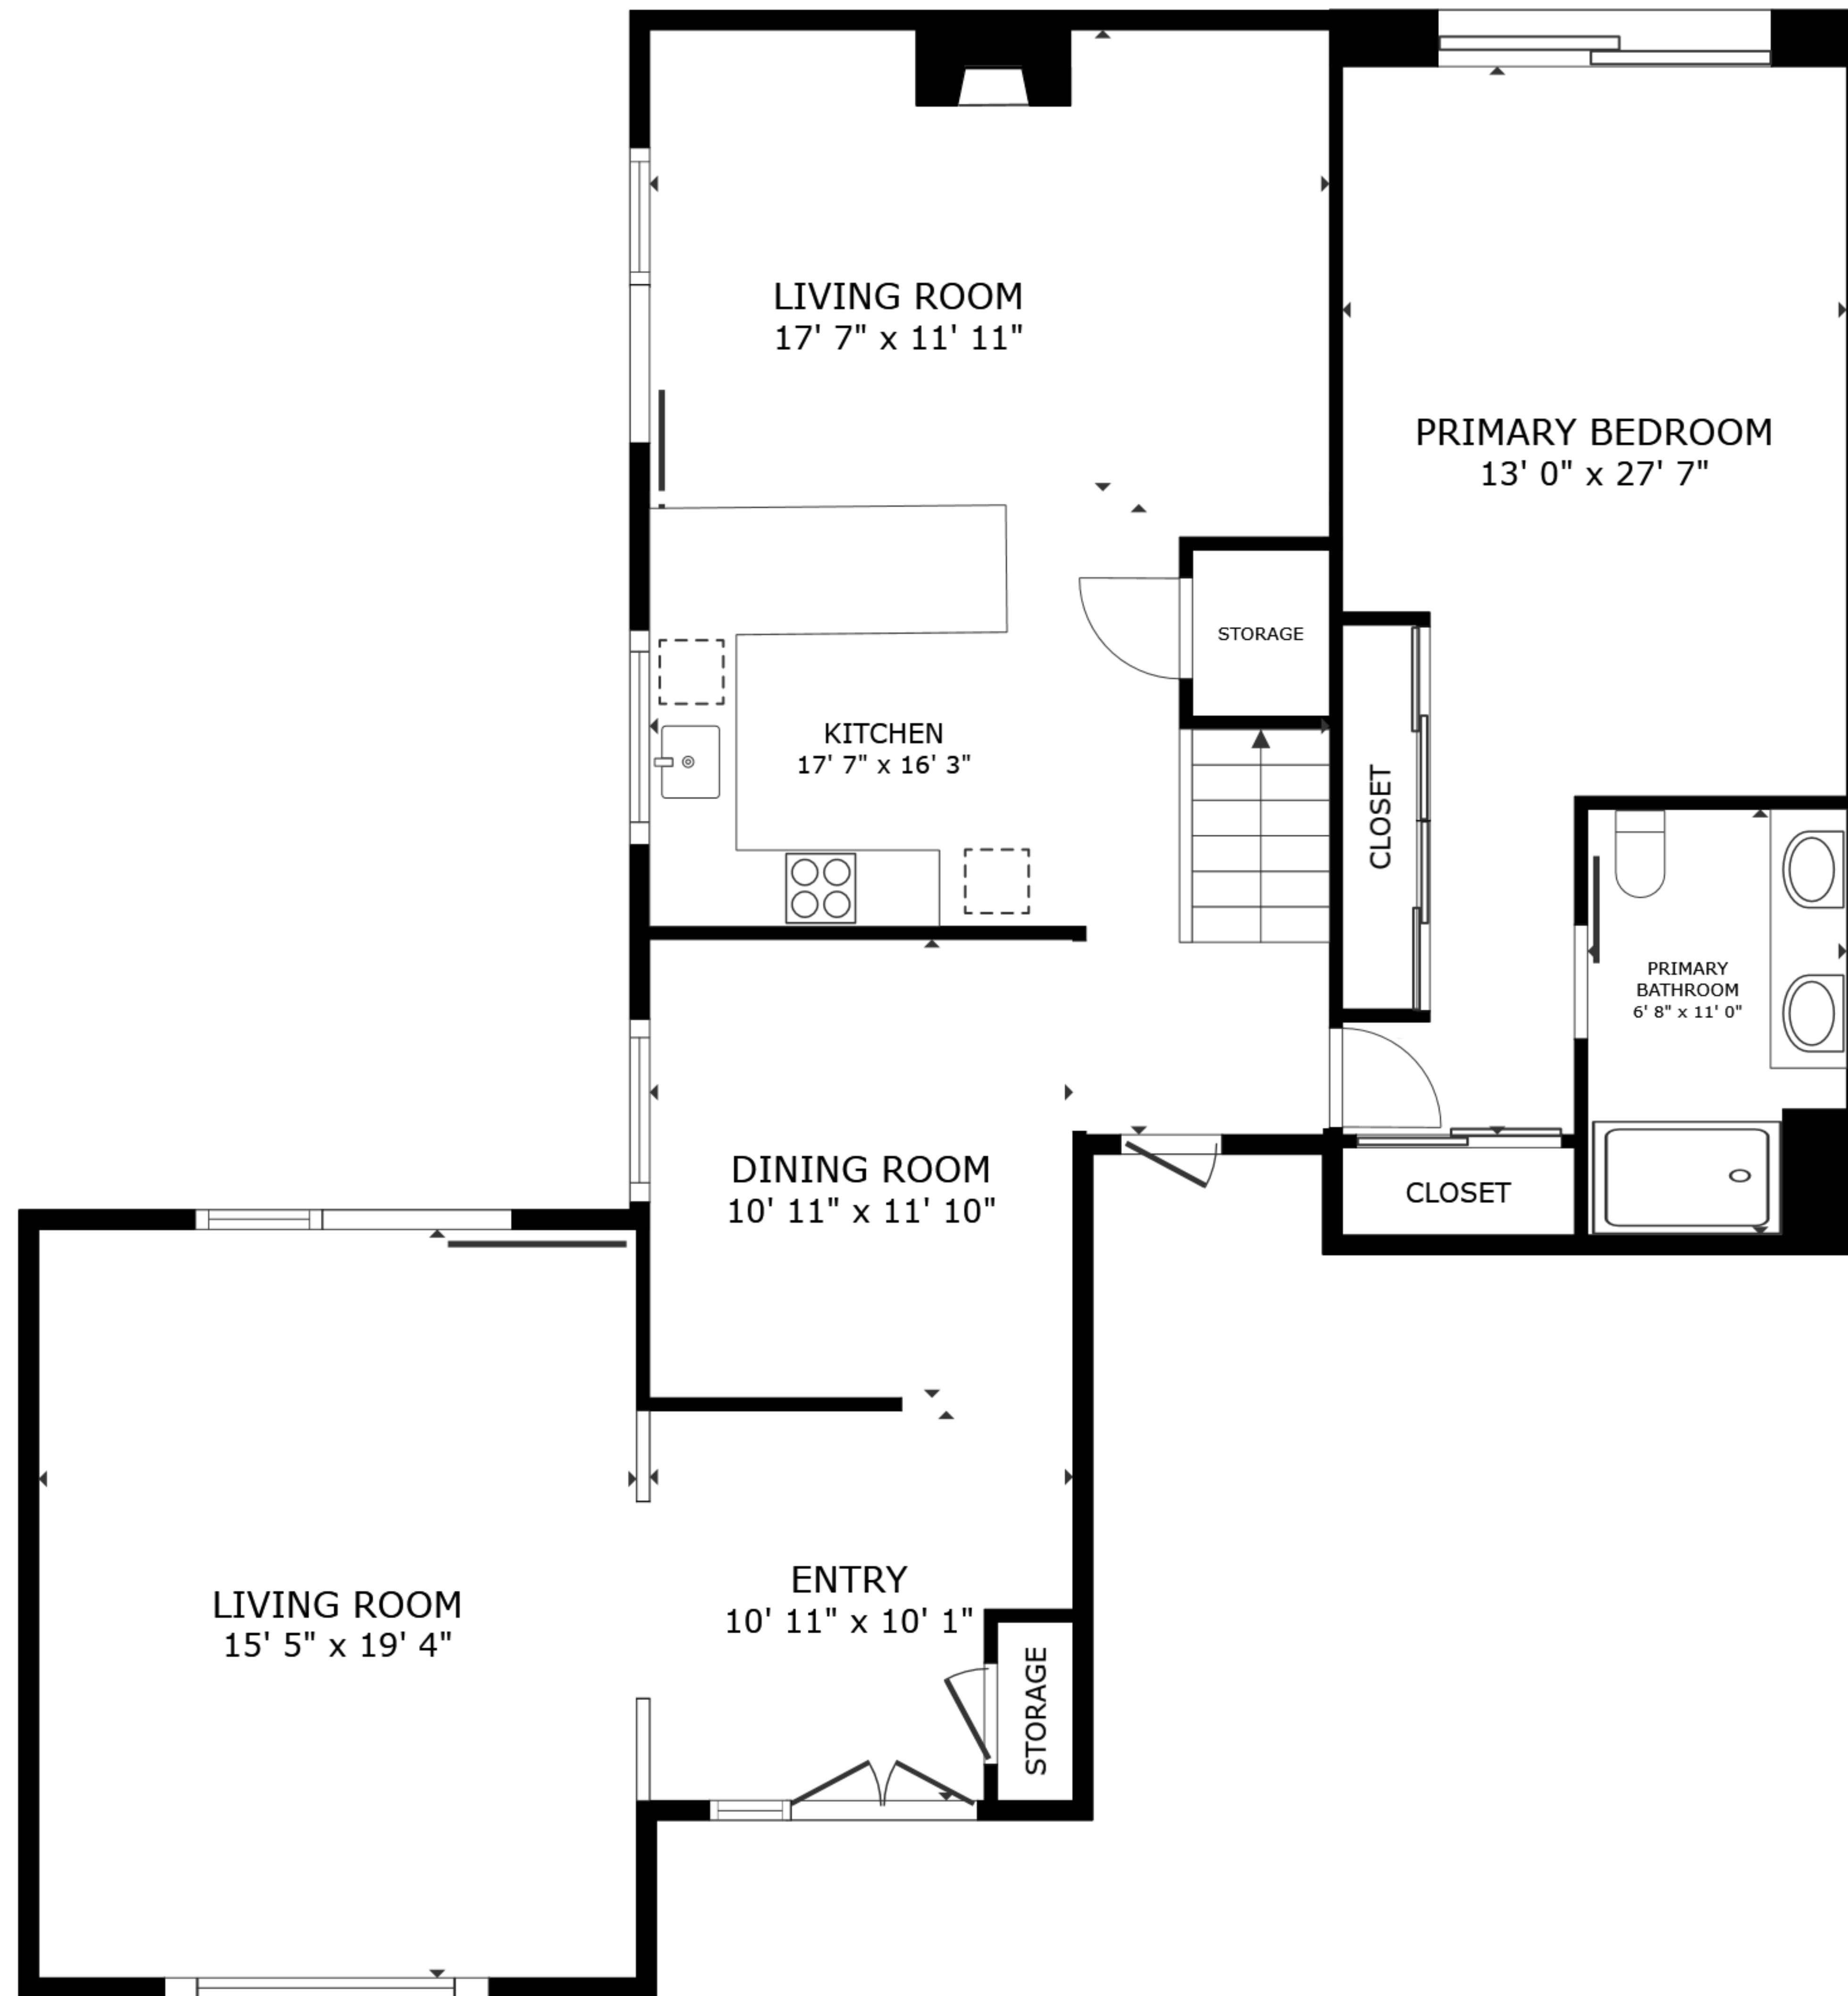 LIVING ROOM
17' 7" x 11' 11"
PRIMARY BEDROOM
13' 0" x 27' 7"
STORAGE
KITCHEN
17' 7" x 16' 3"
CLOSET
PRIMARY
BATHROOM
6' 8" x 11' 0"
DINING ROOM
10' 11" x 11' 10"
CLOSET
ENTRY
10' 11" x 10' 1"
LIVING ROOM
15' 5" x 19' 4"
STORAGE